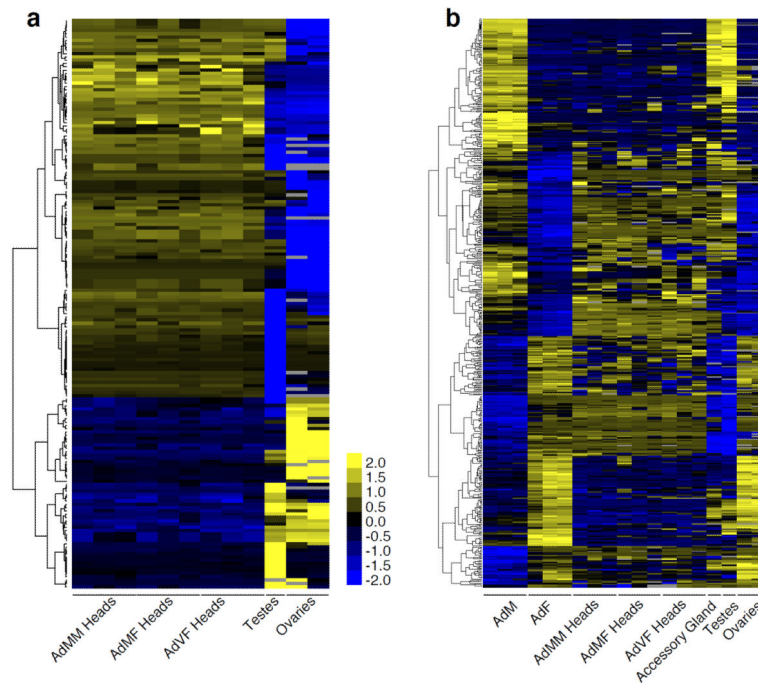 a
b
2.0
1.5
1.0
0.5
0.0
-0.5
-1.0
-1.5
-2.0
AdMM Heads
AdMF Heads
AdVF Heads
Testes
Ovaries
AdM
AdF
AdMM Heads
AdMF Heads
AdVF Heads
Accessory Gland
Testes
Ovaries